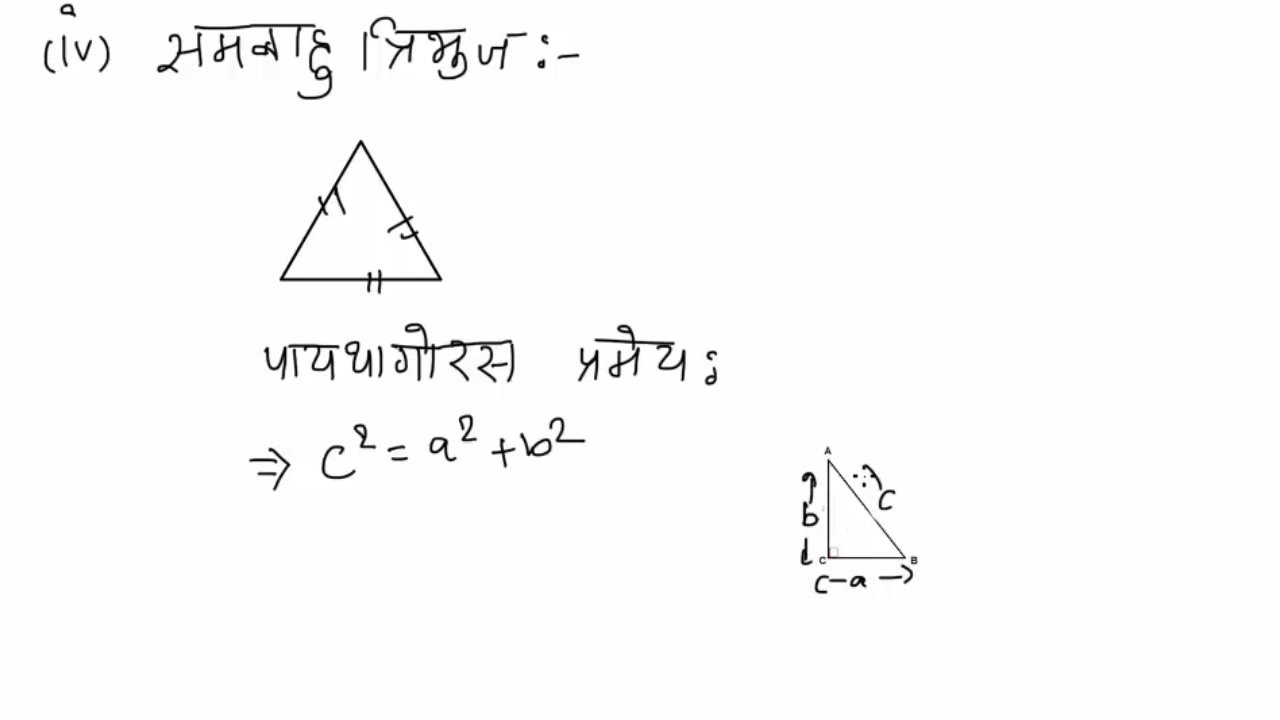 (iv) समबाहु त्रिभुज :-
पायथागोरस प्रमेय :
⇒ c² = a² + b²
A
b
c
C
B
a